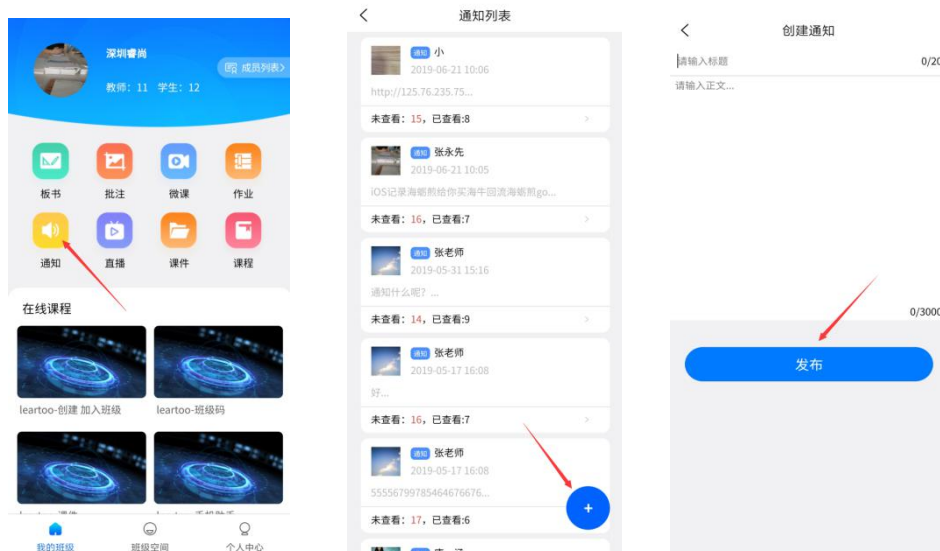 深圳睿尚
成员列表>
教师：11 学生：12
板书
批注
微课
作业
通知
直播
课件
课程
在线课程
leartoo-创建 加入班级
leartoo-班级码
我的班级
班级空间
个人中心
通知列表
通知 小
2019-06-21 10:06
http://125.76.235.75...
未查看：15，已查看:8
通知 张永先
2019-06-21 10:05
iOS记录海蛎煎给你买海牛回流海蛎煎go...
未查看：16，已查看:7
通知 张老师
2019-05-31 15:16
通知什么呢？...
未查看：14，已查看:9
通知 张老师
2019-05-17 16:08
好...
未查看：16，已查看:7
通知 张老师
2019-05-17 16:08
55556799785464676676...
未查看：17，已查看:6
+
创建通知
请输入标题
0/20
请输入正文...
0/3000
发布